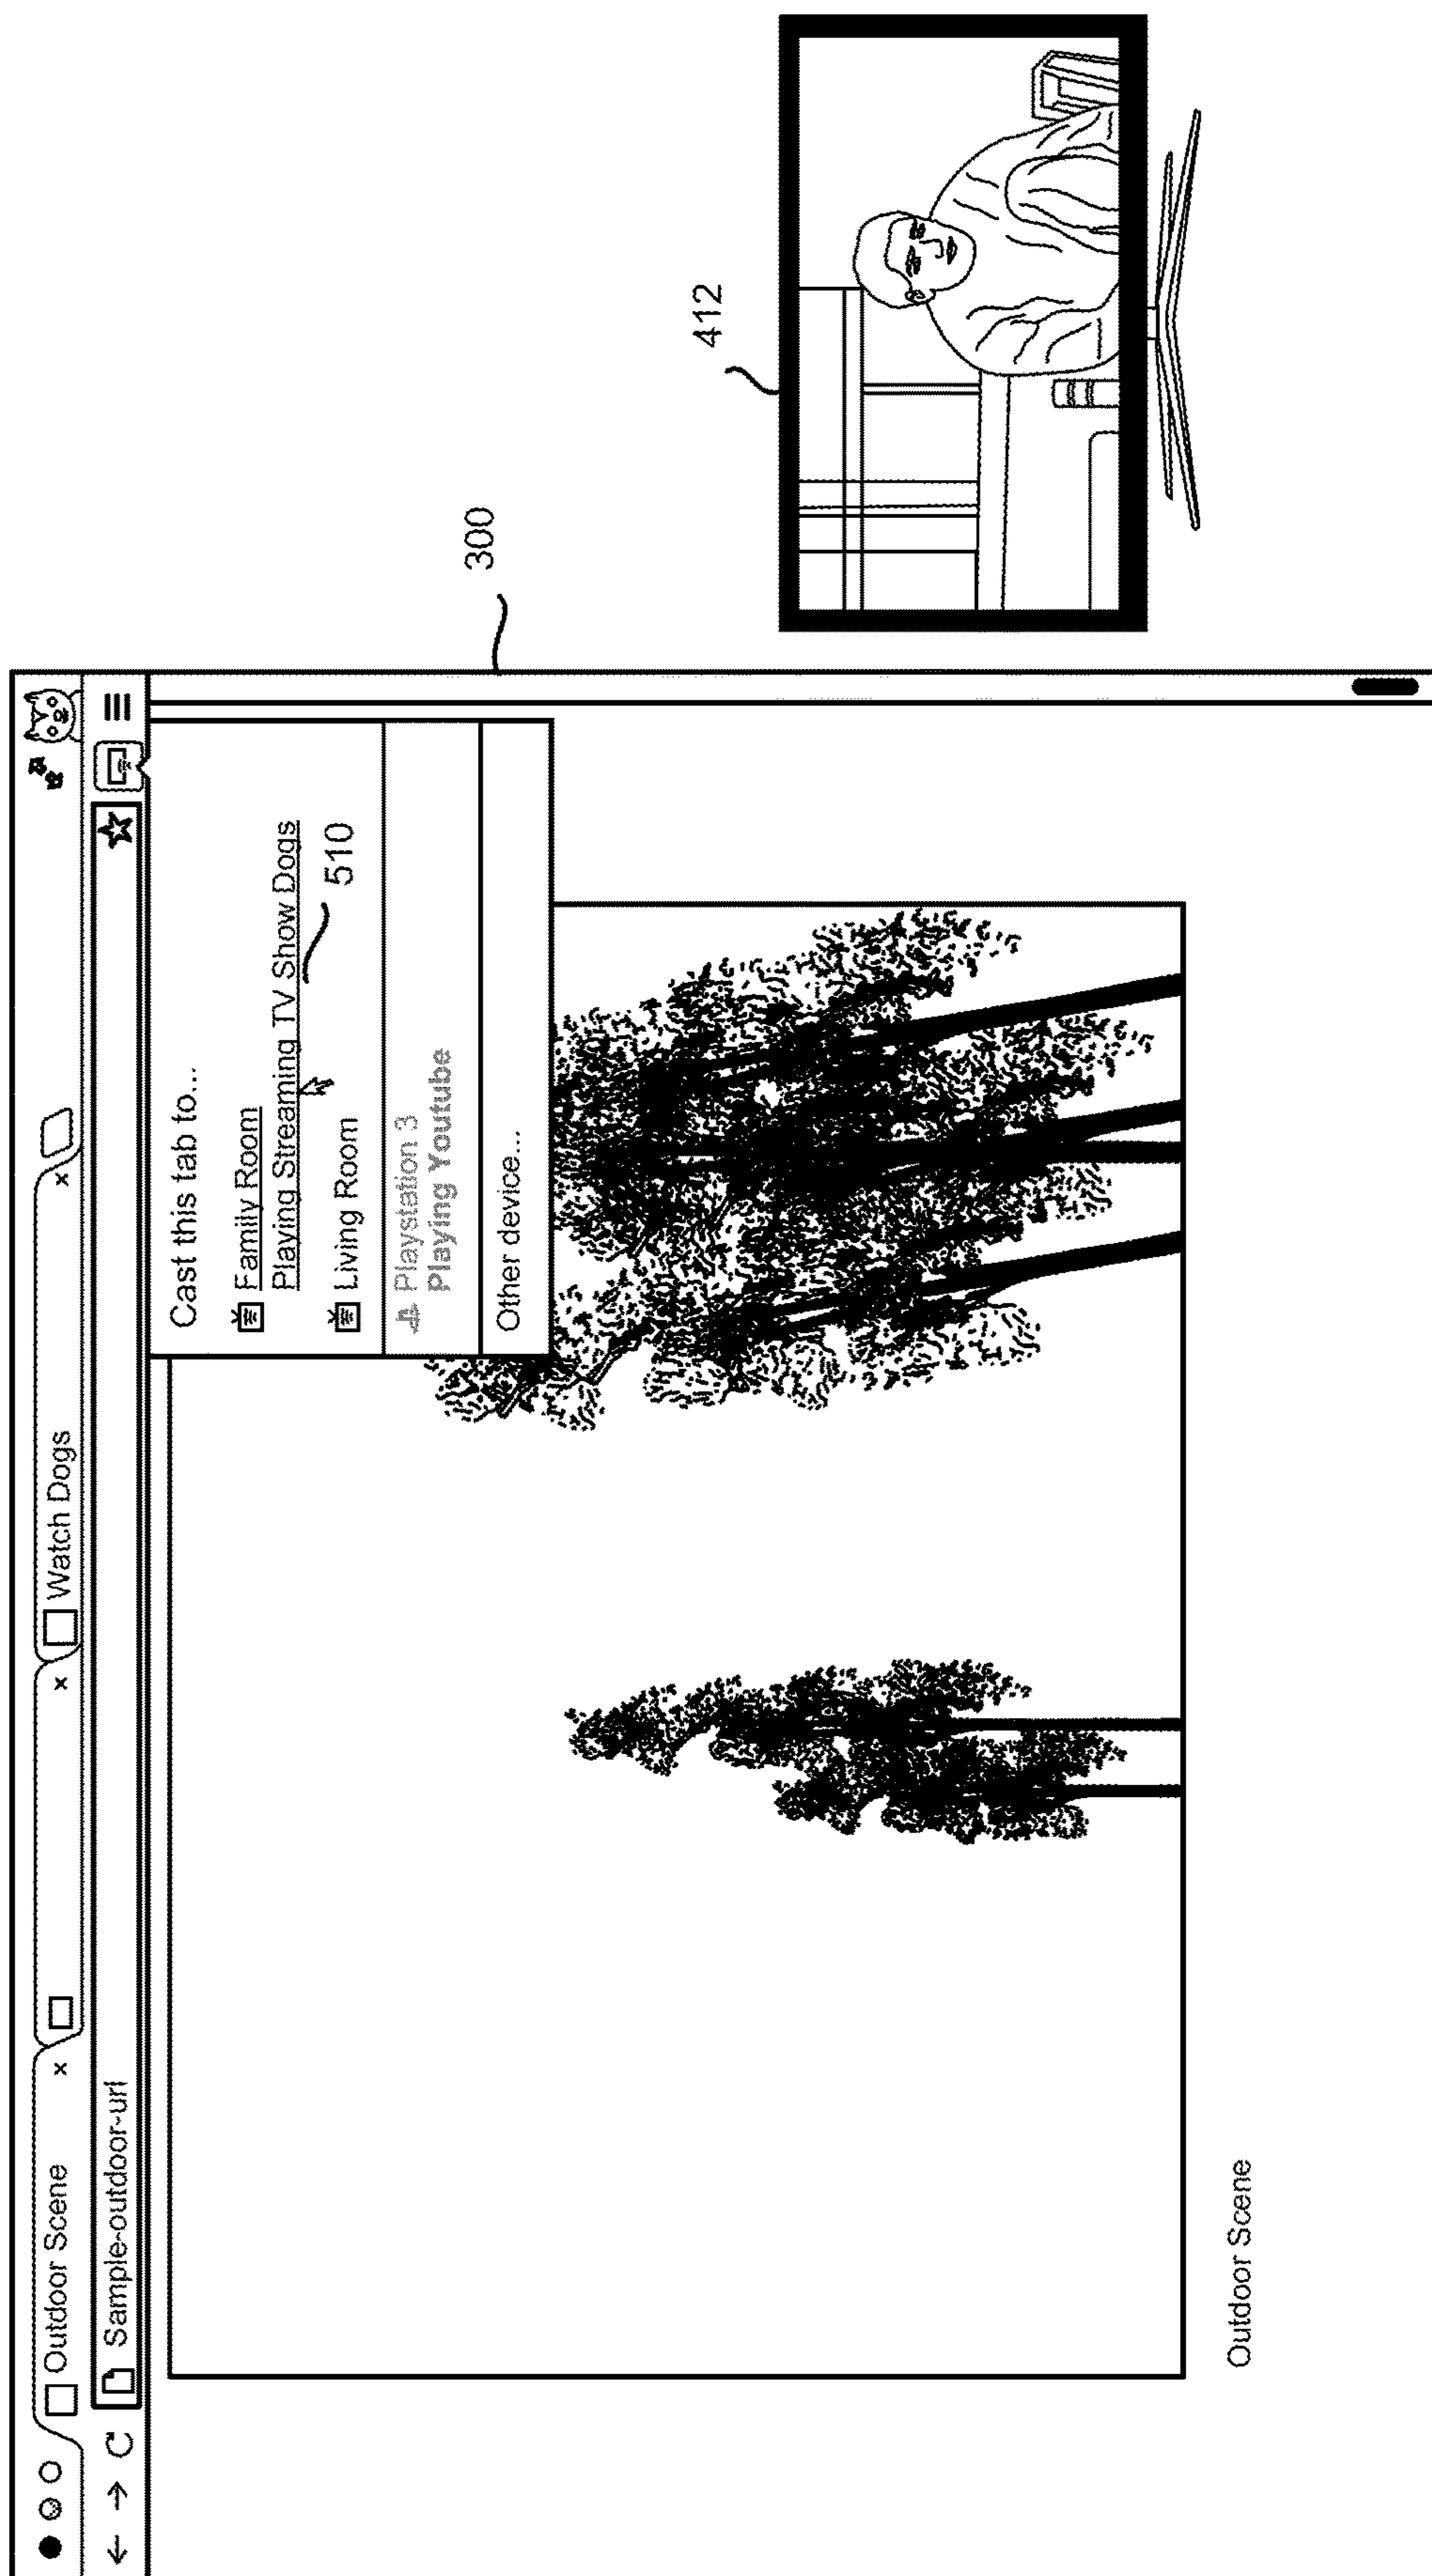 Outdoor Scene
×
×
Watch Dogs
×
Sample-outdoor-url
Cast this tab to...
Family Room
Playing Streaming TV Show Dogs
510
Living Room
Playstation 3
Playing Youtube
Other device...
300
412
Outdoor Scene